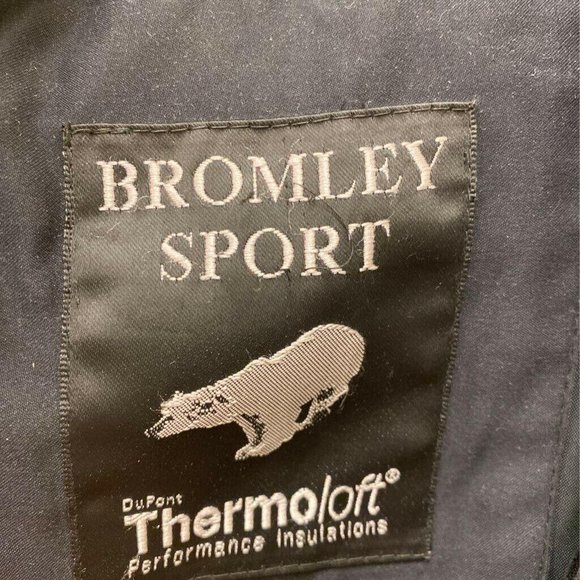 BROMLEY
SPORT
DuPont
Thermoloft®
Performance Insulations